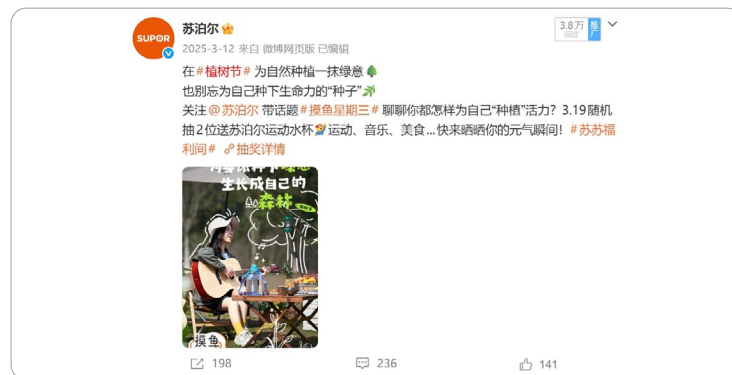 SUPOR
苏泊尔
2025-3-12 来自 微博网页版 已编辑
3.8万
阅读
推广
在#植树节# 为自然种植一抹绿意
也别忘为自己种下生命力的“种子”
关注@苏泊尔 带话题#摸鱼星期三# 聊聊你都怎样为自己“种植”活力？3.19随机
抽2位送苏泊尔运动水杯 运动、音乐、美食...快来晒晒你的元气瞬间！#苏苏福
利间# 抽奖详情
生长成自己的
森林
摸鱼
198
236
141